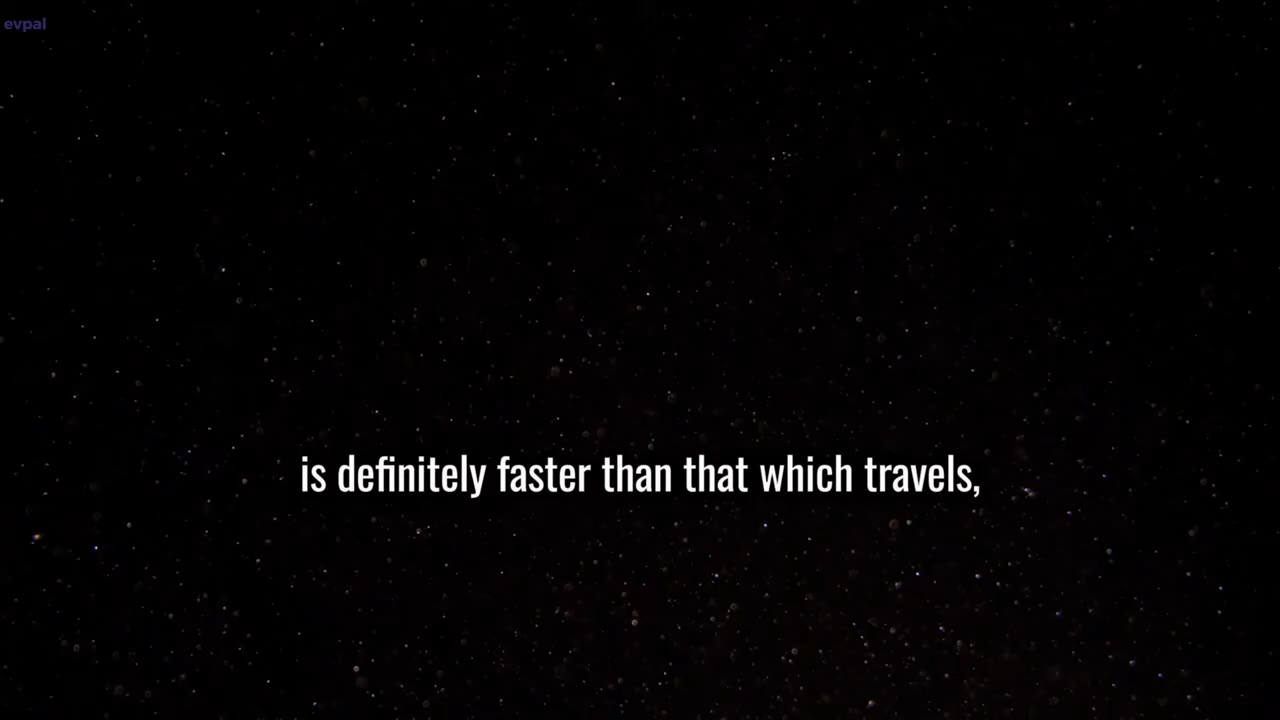 evpal
is definitely faster than that which travels,